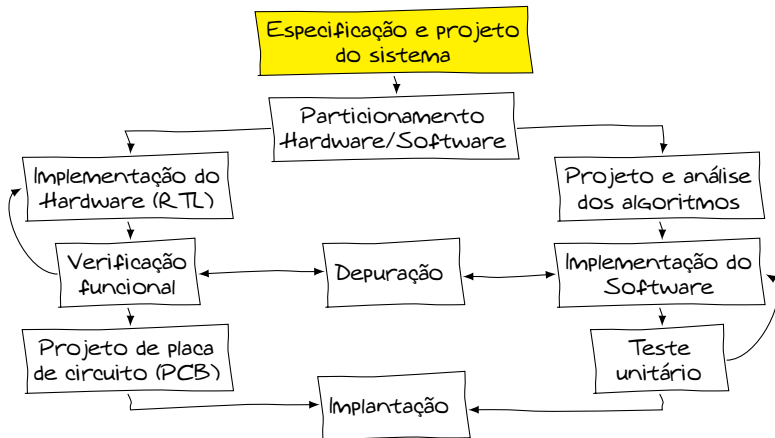 Especificação e projeto
do sistema
Particionamento
Hardware/Software
Implementação do
Hardware (RTL)
Projeto e análise
dos algoritmos
Verificação
funcional
Depuração
Implementação do
Software
Projeto de placa
de circuito (PCB)
Teste
unitário
Implantação